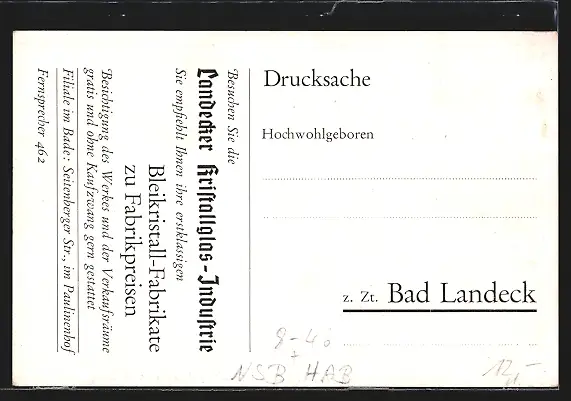 Besuchen Sie die
Landecker Kristallglas-Industrie
Sie empfiehlt Ihnen ihre erstklassigen
Bleikristall-Fabrikate
zu Fabrikpreisen
Besichtigung des Werkes und der Verkaufsräume
gratis und ohne Kaufzwang gern gestattet
Filiale im Bade: Seitenberger Str., im Paulinenhof
Fernsprecher 462
Drucksache
Hochwohlgeboren
z. Zt. Bad Landeck
NSB HAB
12,-